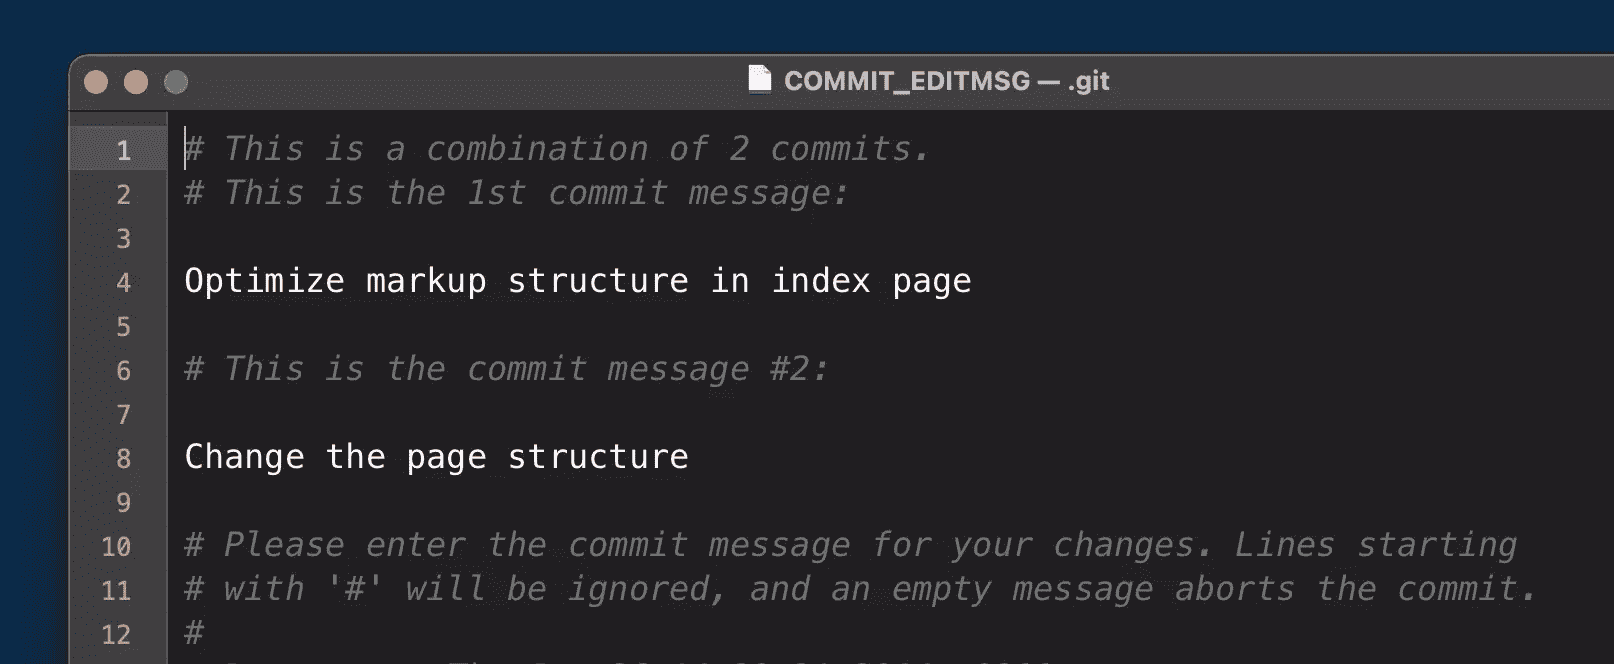 COMMIT_EDITMSG — .git
1 # This is a combination of 2 commits.
2 # This is the 1st commit message:
3
4 Optimize markup structure in index page
5
6 # This is the commit message #2:
7
8 Change the page structure
9
10 # Please enter the commit message for your changes. Lines starting
11 # with '#' will be ignored, and an empty message aborts the commit.
12 #